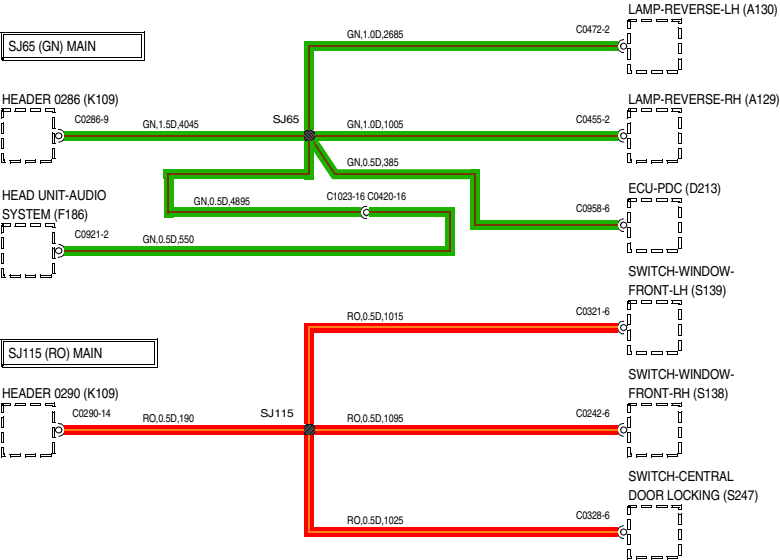 LAMP-REVERSE-LH (A130)
GN,1.0D,2685
C0472-2
SJ65 (GN) MAIN
HEADER 0286 (K109)
LAMP-REVERSE-RH (A129)
C0286-9
GN,1.5D,4045
SJ65
GN,1.0D,1005
C0455-2
GN,0.5D,385
HEAD UNIT-AUDIO
SYSTEM (F186)
GN,0.5D,4895
C1023-16 C0420-16
ECU-PDC (D213)
C0958-6
C0921-2
GN,0.5D,550
SWITCH-WINDOW-
FRONT-LH (S139)
RO,0.5D,1015
C0321-6
SJ115 (RO) MAIN
SWITCH-WINDOW-
FRONT-RH (S138)
HEADER 0290 (K109)
C0290-14
RO,0.5D,190
SJ115
RO,0.5D,1095
C0242-6
SWITCH-CENTRAL
DOOR LOCKING (S247)
RO,0.5D,1025
C0328-6